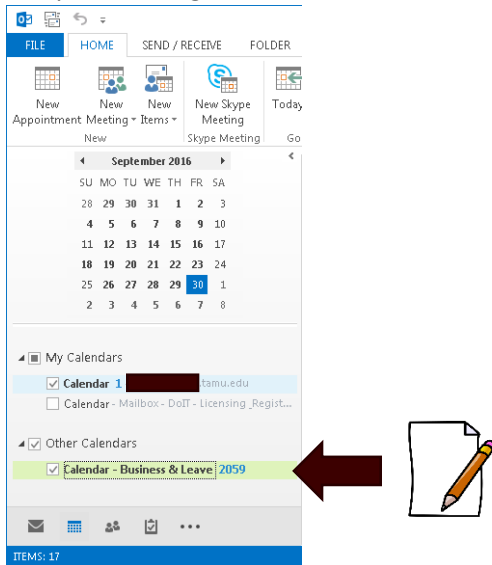 FILE HOME SEND / RECEIVE FOLDER
New Appointment
New Meeting
New Items
New Skype Meeting
Today
New Skype Meeting Go
September 2016
SU MO TU WE TH FR SA
28 29 30 31 1 2 3
4 5 6 7 8 9 10
11 12 13 14 15 16 17
18 19 20 21 22 23 24
25 26 27 28 29 30 1
2 3 4 5 6 7 8
My Calendars
Calendar 1 .tamu.edu
Calendar - Mailbox - DoIT - Licensing_Regist...
Other Calendars
Calendar - Business & Leave 2059
ITEMS: 17